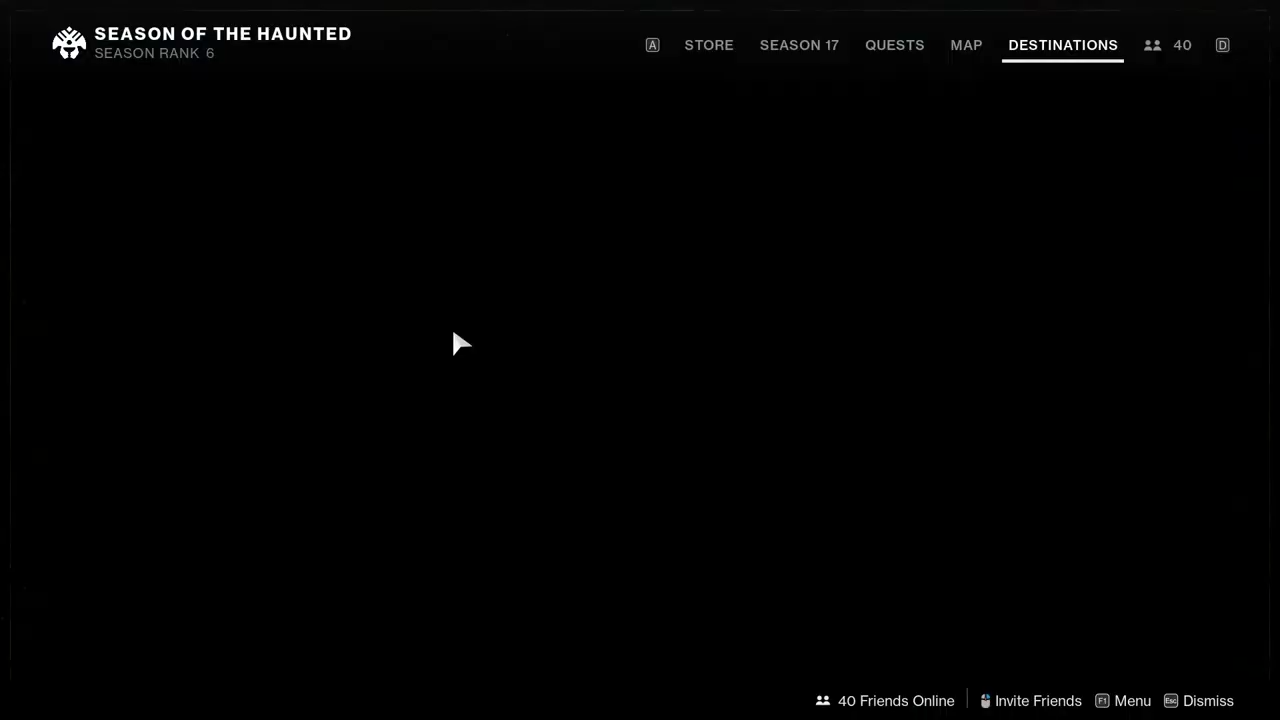 SEASON OF THE HAUNTED
SEASON RANK 6
A STORE SEASON 17 QUESTS MAP DESTINATIONS 40 D
40 Friends Online Invite Friends F1 Menu Esc Dismiss